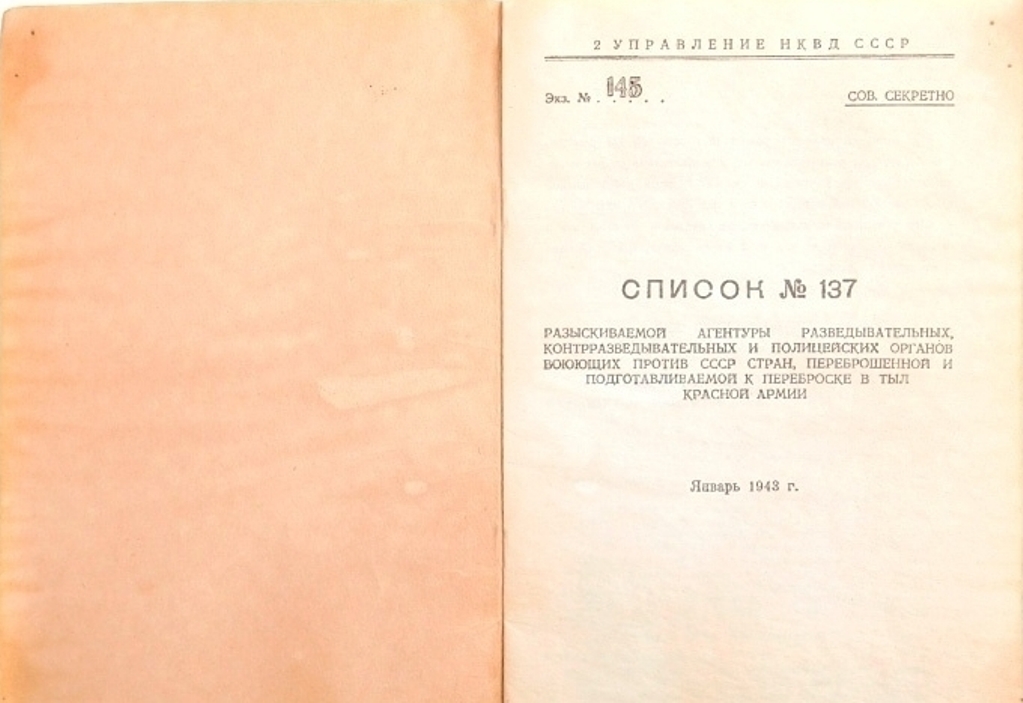 2 УПРАВЛЕНИЕ НКВД СССР
Экз. № 145
СОВ. СЕКРЕТНО
СПИСОК № 137
РАЗЫСКИВАЕМОЙ АГЕНТУРЫ РАЗВЕДЫВАТЕЛЬНЫХ,
КОНТРРАЗВЕДЫВАТЕЛЬНЫХ И ПОЛИЦЕЙСКИХ ОРГАНОВ
ВОЮЮЩИХ ПРОТИВ СССР СТРАН, ПЕРЕБРОШЕННОЙ И
ПОДГОТАВЛИВАЕМОЙ К ПЕРЕБРОСКЕ В ТЫЛ
КРАСНОЙ АРМИИ
Январь 1943 г.